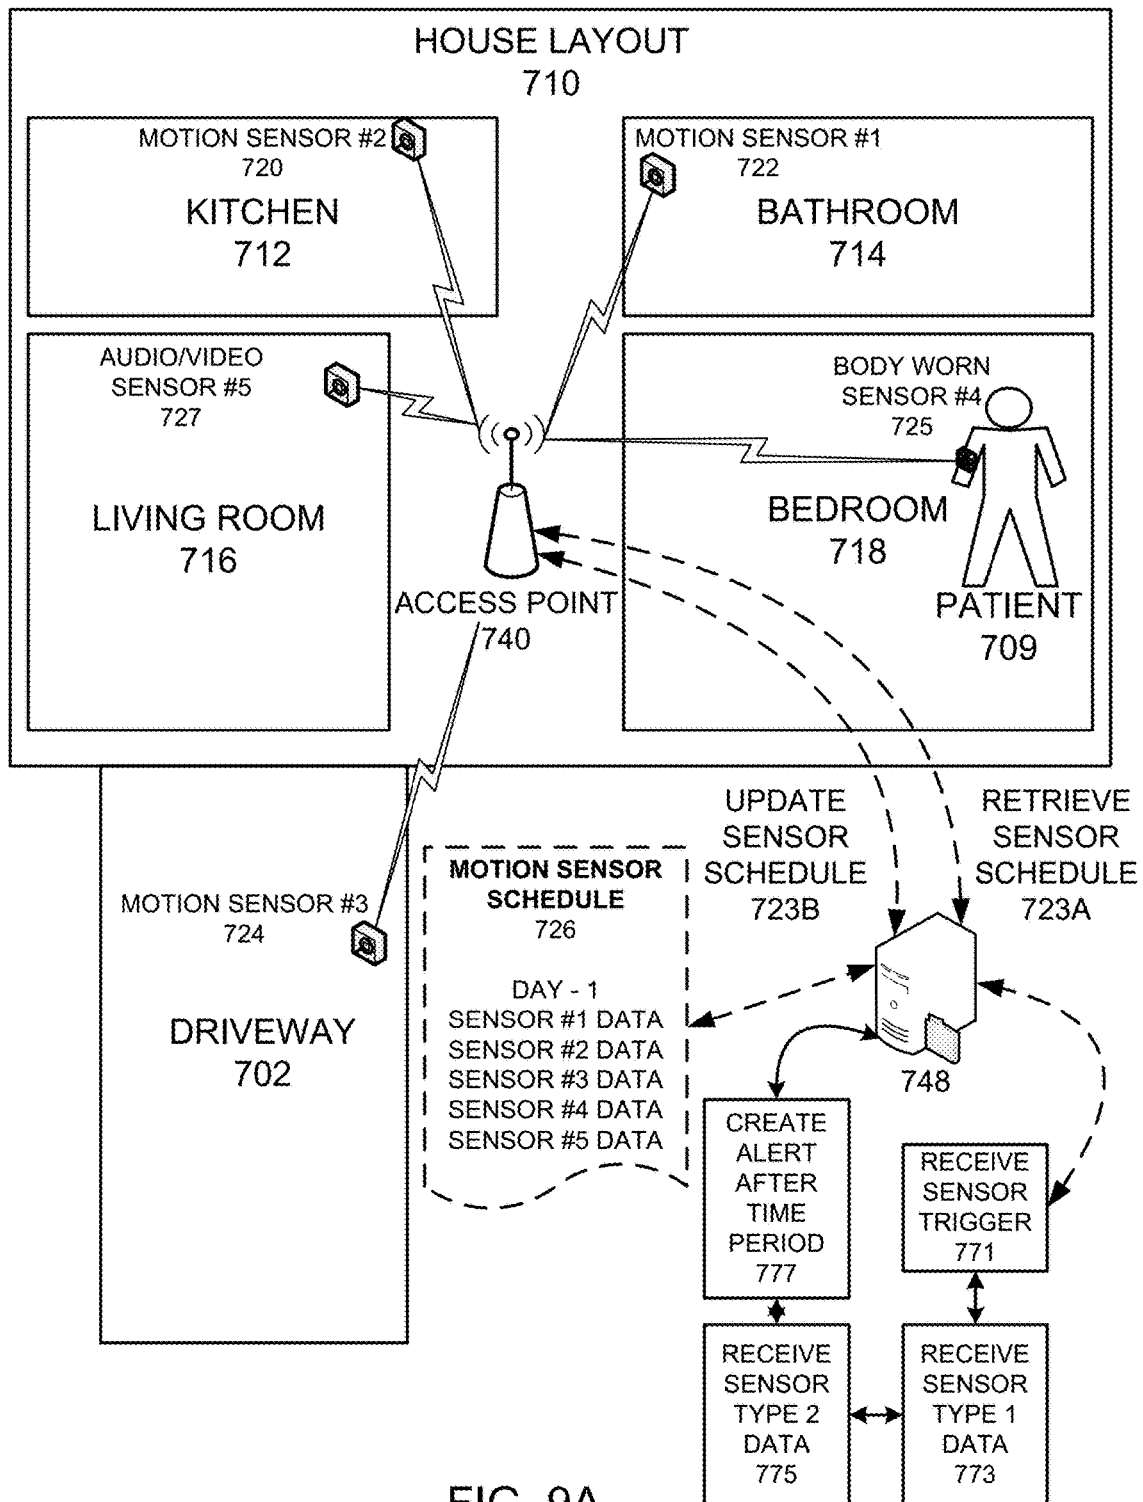 HOUSE LAYOUT
710
MOTION SENSOR #2
720
KITCHEN
712
MOTION SENSOR #1
722
BATHROOM
714
AUDIO/VIDEO
SENSOR #5
727
LIVING ROOM
716
BODY WORN
SENSOR #4
725
BEDROOM
718
PATIENT
709
ACCESS POINT
740
MOTION SENSOR #3
724
DRIVEWAY
702
MOTION SENSOR
SCHEDULE
726
DAY - 1
SENSOR #1 DATA
SENSOR #2 DATA
SENSOR #3 DATA
SENSOR #4 DATA
SENSOR #5 DATA
UPDATE
SENSOR
SCHEDULE
723B
RETRIEVE
SENSOR
SCHEDULE
723A
748
CREATE
ALERT
AFTER
TIME
PERIOD
777
RECEIVE
SENSOR
TRIGGER
771
RECEIVE
SENSOR
TYPE 2
DATA
775
RECEIVE
SENSOR
TYPE 1
DATA
773
FIG. 9A